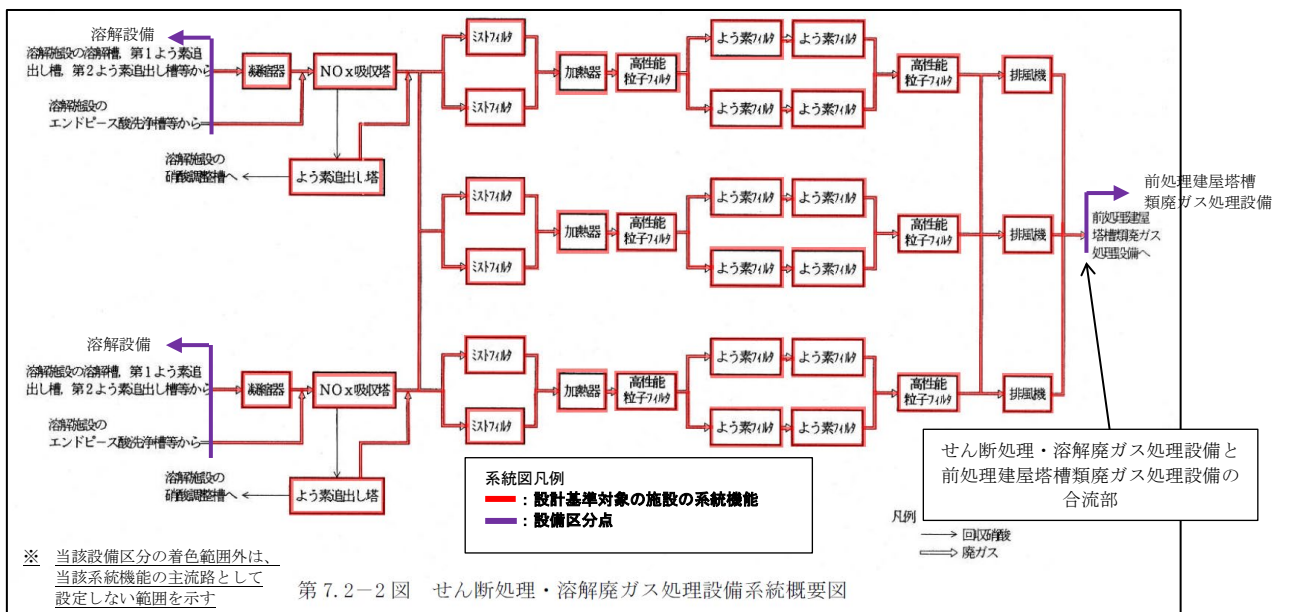 溶解設備
溶解施設の溶解槽，第1よう素追
出し槽，第2よう素追出し槽等から
凝縮器
NOx吸収塔
溶解施設の
エンドピース酸洗浄槽等から
溶解施設の
硝酸調整槽へ
よう素追出し塔
ミストフィルタ
ミストフィルタ
加熱器
高性能
粒子フィルタ
よう素フィルタ
よう素フィルタ
よう素フィルタ
よう素フィルタ
高性能
粒子フィルタ
排風機
ミストフィルタ
ミストフィルタ
加熱器
高性能
粒子フィルタ
よう素フィルタ
よう素フィルタ
よう素フィルタ
よう素フィルタ
高性能
粒子フィルタ
排風機
前処理建屋塔槽
類廃ガス処理設備
前処理建屋
塔槽類廃ガス
処理設備へ
溶解設備
溶解施設の溶解槽，第1よう素追
出し槽，第2よう素追出し槽等から
凝縮器
NOx吸収塔
溶解施設の
エンドピース酸洗浄槽等から
溶解施設の
硝酸調整槽へ
よう素追出し塔
ミストフィルタ
ミストフィルタ
加熱器
高性能
粒子フィルタ
よう素フィルタ
よう素フィルタ
よう素フィルタ
よう素フィルタ
高性能
粒子フィルタ
排風機
せん断処理・溶解廃ガス処理設備と
前処理建屋塔槽類廃ガス処理設備の
合流部
系統図凡例
：設計基準対象の施設の系統機能
：設備区分点
凡例
回収硝酸
廃ガス
※ 当該設備区分の着色範囲外は、
当該系統機能の主流路として
設定しない範囲を示す
第7.2－2図 せん断処理・溶解廃ガス処理設備系統概要図